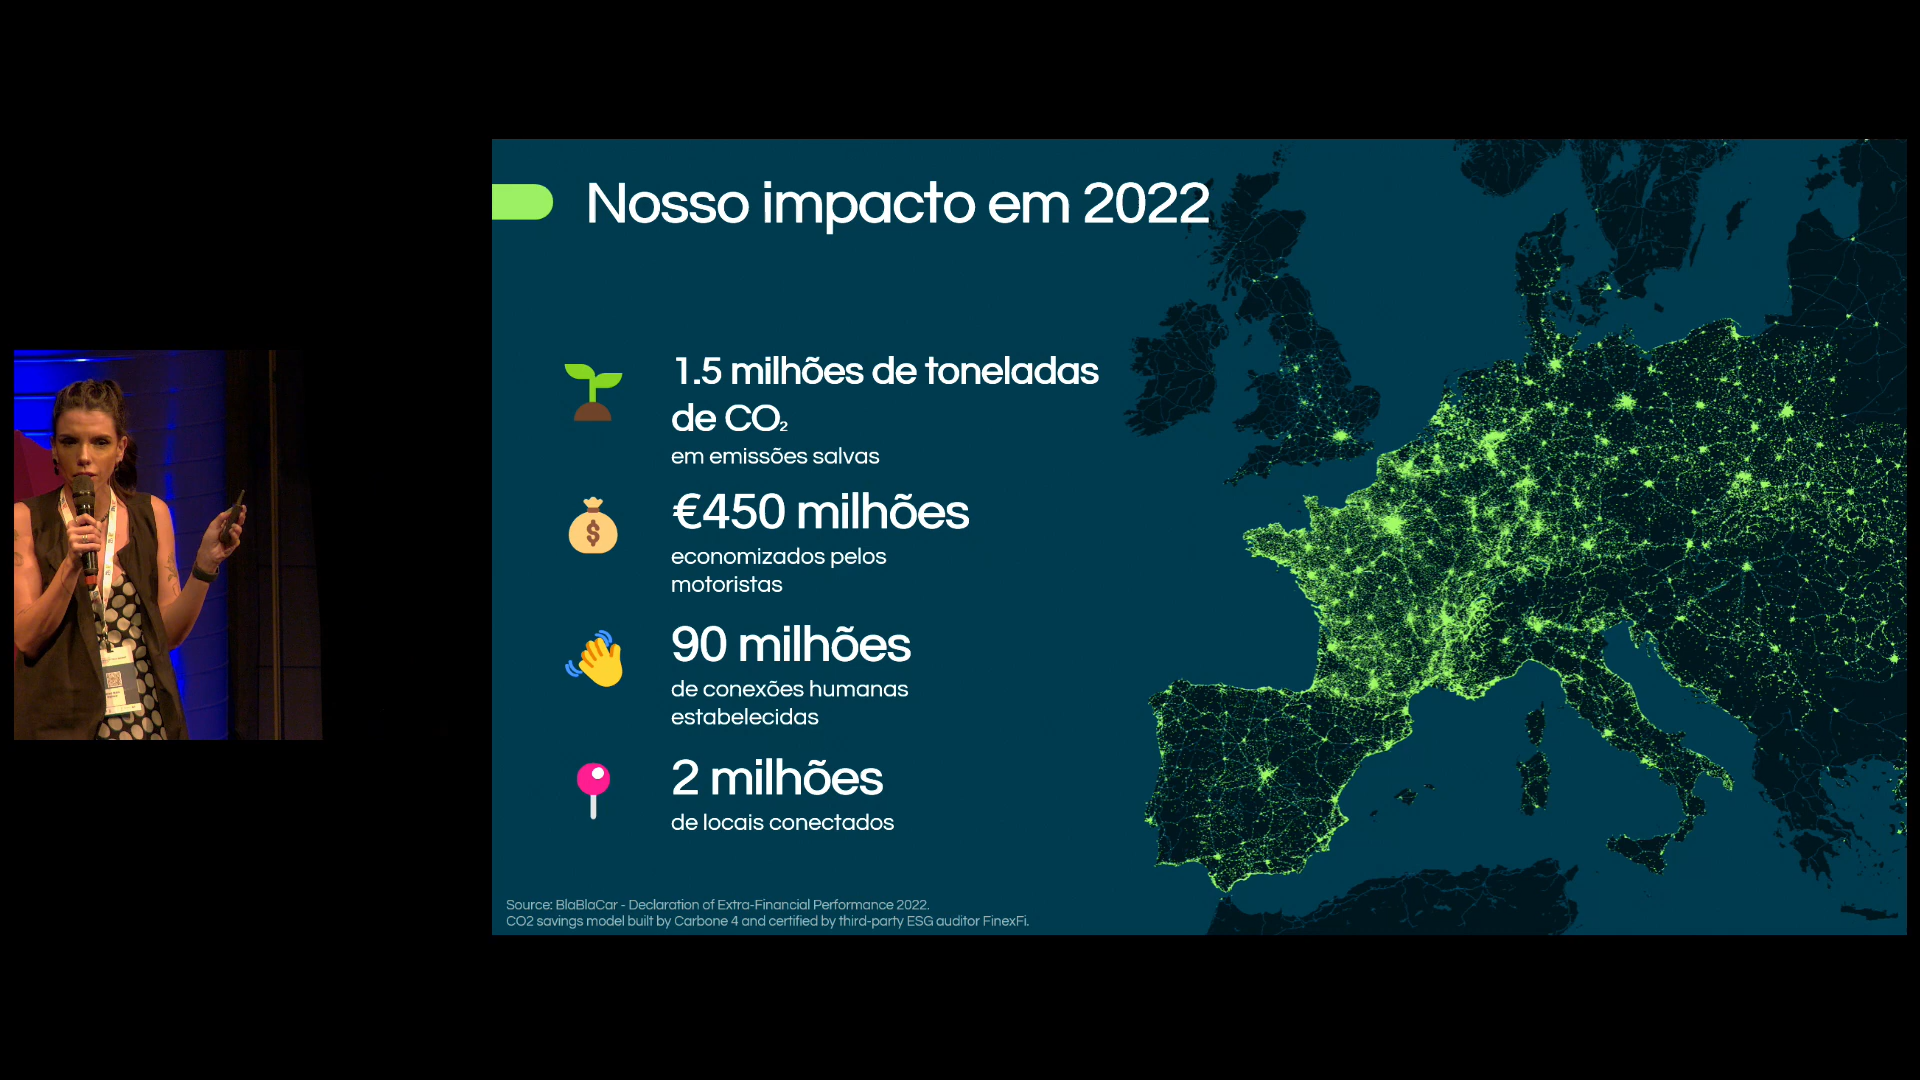 Nosso impacto em 2022
1.5 milhões de toneladas
de CO₂
em emissões salvas
€450 milhões
economizados pelos
motoristas
90 milhões
de conexões humanas
estabelecidas
2 milhões
de locais conectados
Source: BlaBlaCar - Declaration of Extra-Financial Performance 2022.
CO2 savings model built by Carbone 4 and certified by third-party ESG auditor FinexFi.